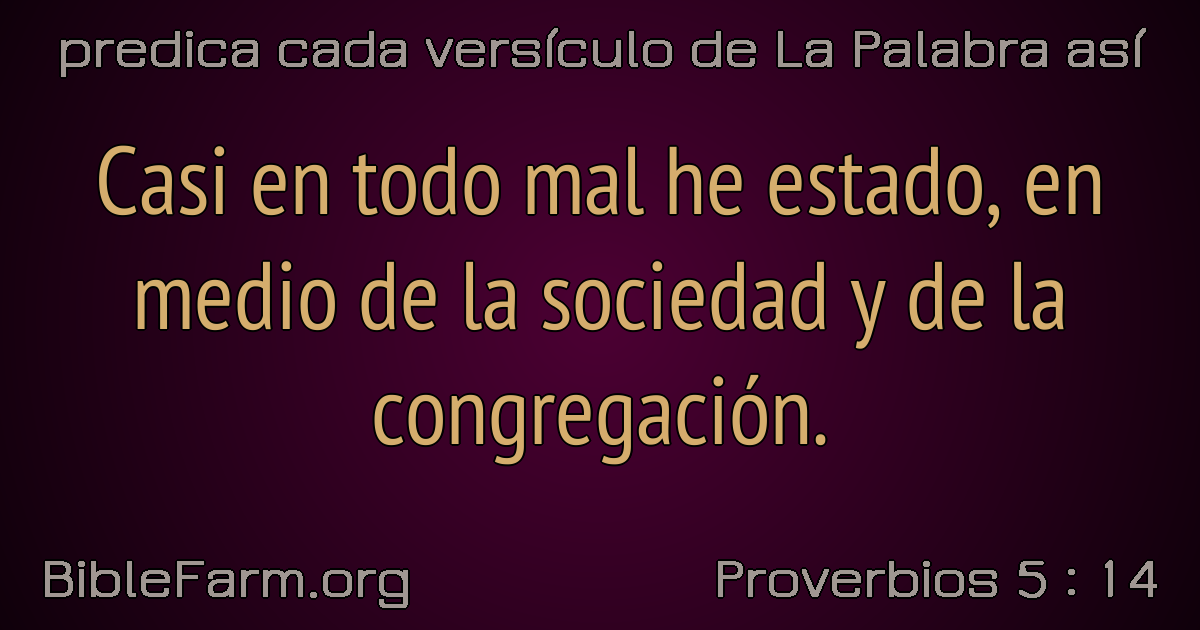 predica cada versículo de La Palabra así
Casi en todo mal he estado, en
medio de la sociedad y de la
congregación.
BibleFarm.org
Proverbios 5 : 14